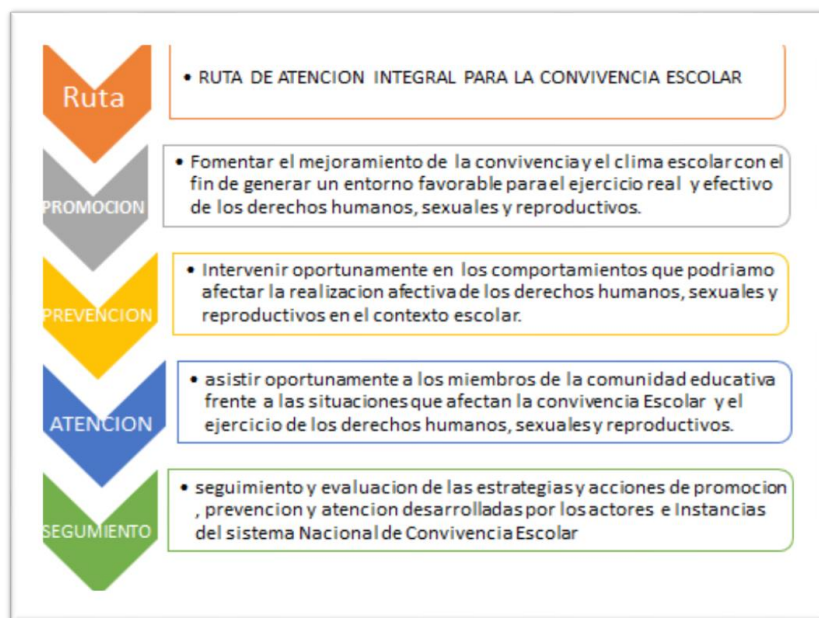 Ruta
• RUTA DE ATENCION INTEGRAL PARA LA CONVIVENCIA ESCOLAR
PROMOCION
• Fomentar el mejoramiento de la convivencia y el clima escolar con el
fin de generar un entorno favorable para el ejercicio real y efectivo
de los derechos humanos, sexuales y reproductivos.
PREVENCION
• Intervenir oportunamente en los comportamientos que podriamo
afectar la realizacion afectiva de los derechos humanos, sexuales y
reproductivos en el contexto escolar.
ATENCION
• asistir oportunamente a los miembros de la comunidad educativa
frente a las situaciones que afectan la convivencia Escolar y el
ejercicio de los derechos humanos, sexuales y reproductivos.
SEGUMIENTO
• seguimiento y evaluacion de las estrategias y acciones de promocion
, prevencion y atencion desarrolladas por los actores e Instancias
del sistema Nacional de Convivencia Escolar